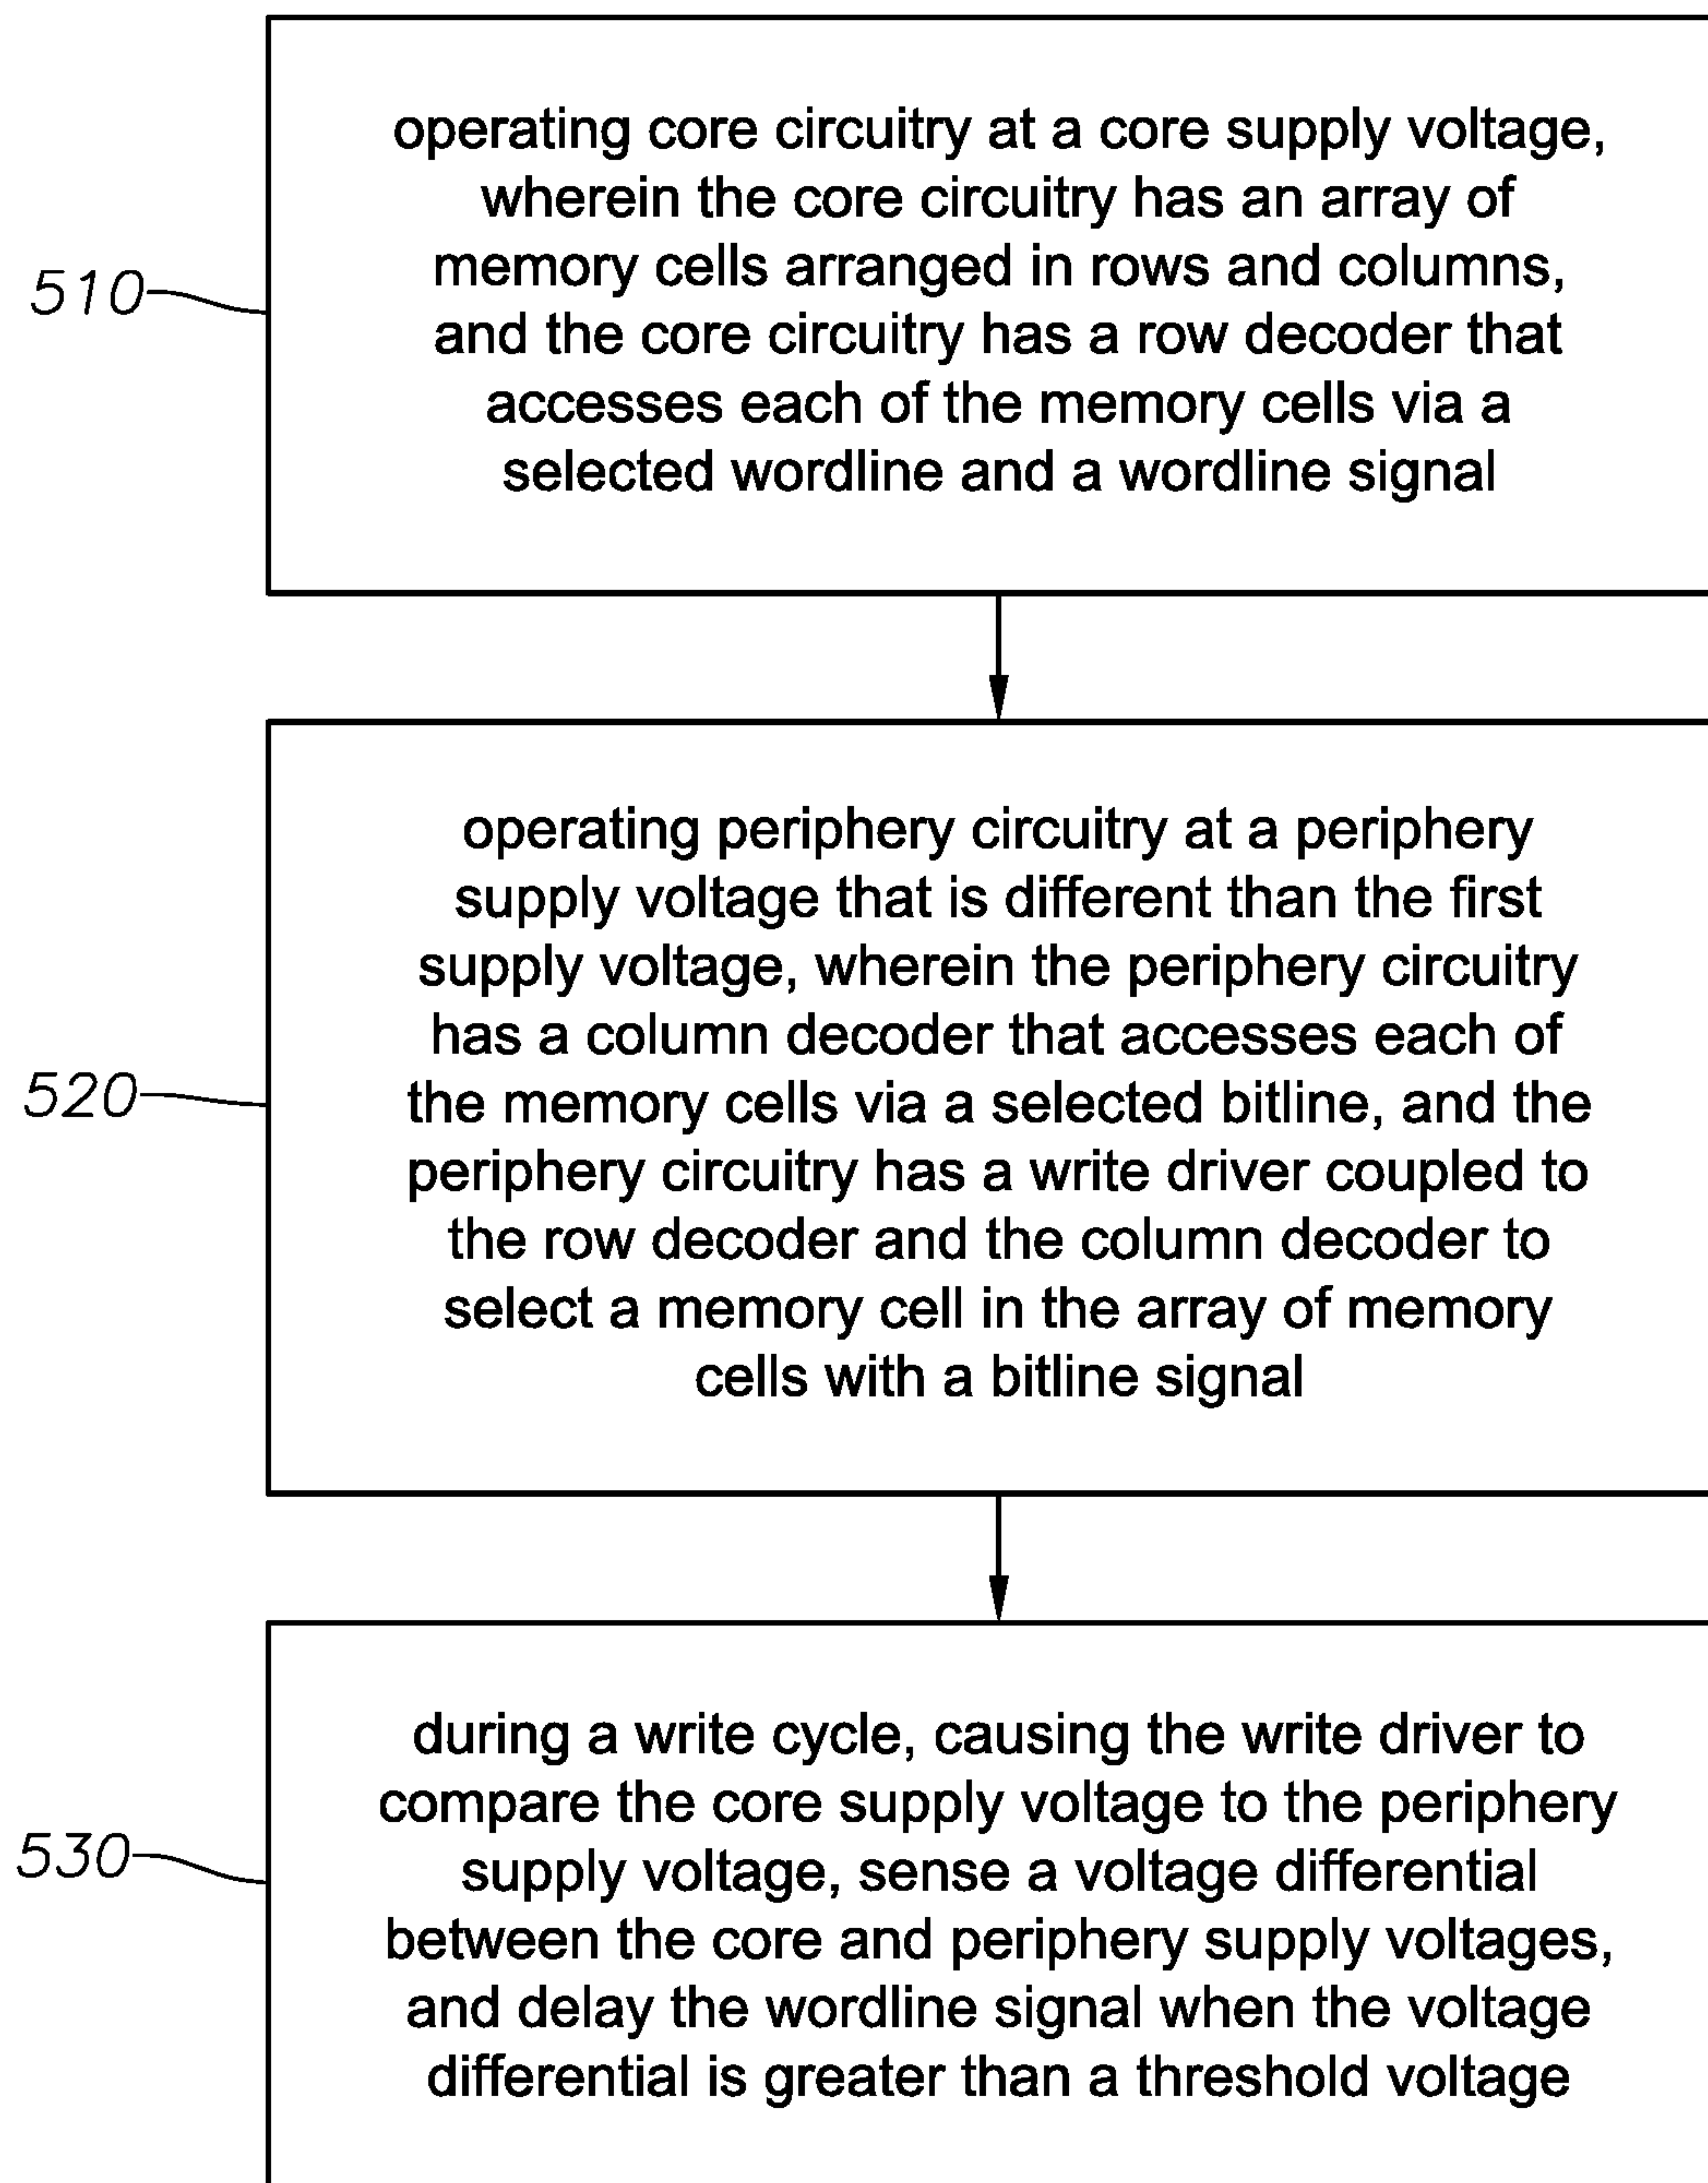 operating core circuitry at a core supply voltage,
wherein the core circuitry has an array of
memory cells arranged in rows and columns,
and the core circuitry has a row decoder that
accesses each of the memory cells via a
selected wordline and a wordline signal
510
operating periphery circuitry at a periphery
supply voltage that is different than the first
supply voltage, wherein the periphery circuitry
has a column decoder that accesses each of
the memory cells via a selected bitline, and the
periphery circuitry has a write driver coupled to
the row decoder and the column decoder to
select a memory cell in the array of memory
cells with a bitline signal
520
during a write cycle, causing the write driver to
compare the core supply voltage to the periphery
supply voltage, sense a voltage differential
between the core and periphery supply voltages,
and delay the wordline signal when the voltage
differential is greater than a threshold voltage
530